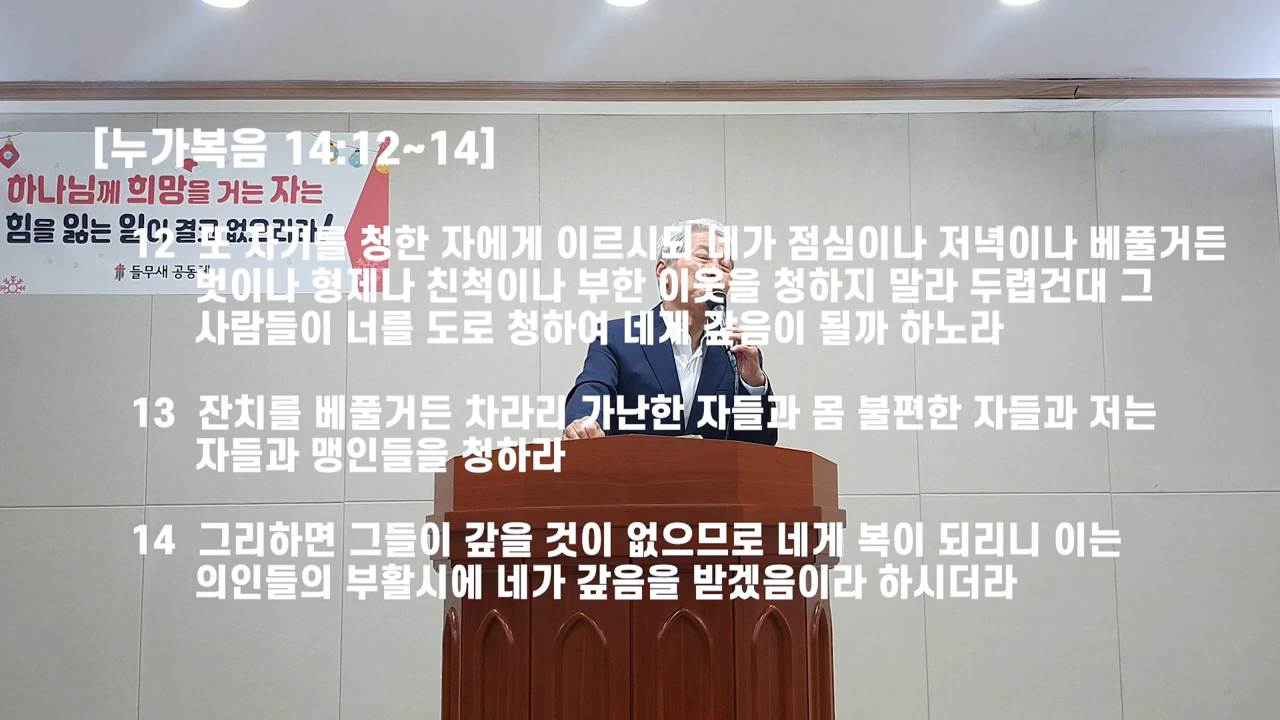 [누가복음 14:12~14]
하나님께 희망을 거는 자는
힘을 잃는 일이 결코 없으리라!
들무새 공동체
12 또 자기를 청한 자에게 이르시되 네가 점심이나 저녁이나 베풀거든
벗이나 형제나 친척이나 부한 이웃을 청하지 말라 두렵건대 그
사람들이 너를 도로 청하여 네게 갚음이 될까 하노라
13 잔치를 베풀거든 차라리 가난한 자들과 몸 불편한 자들과 저는
자들과 맹인들을 청하라
14 그리하면 그들이 갚을 것이 없으므로 네게 복이 되리니 이는
의인들의 부활시에 네가 갚음을 받겠음이라 하시더라